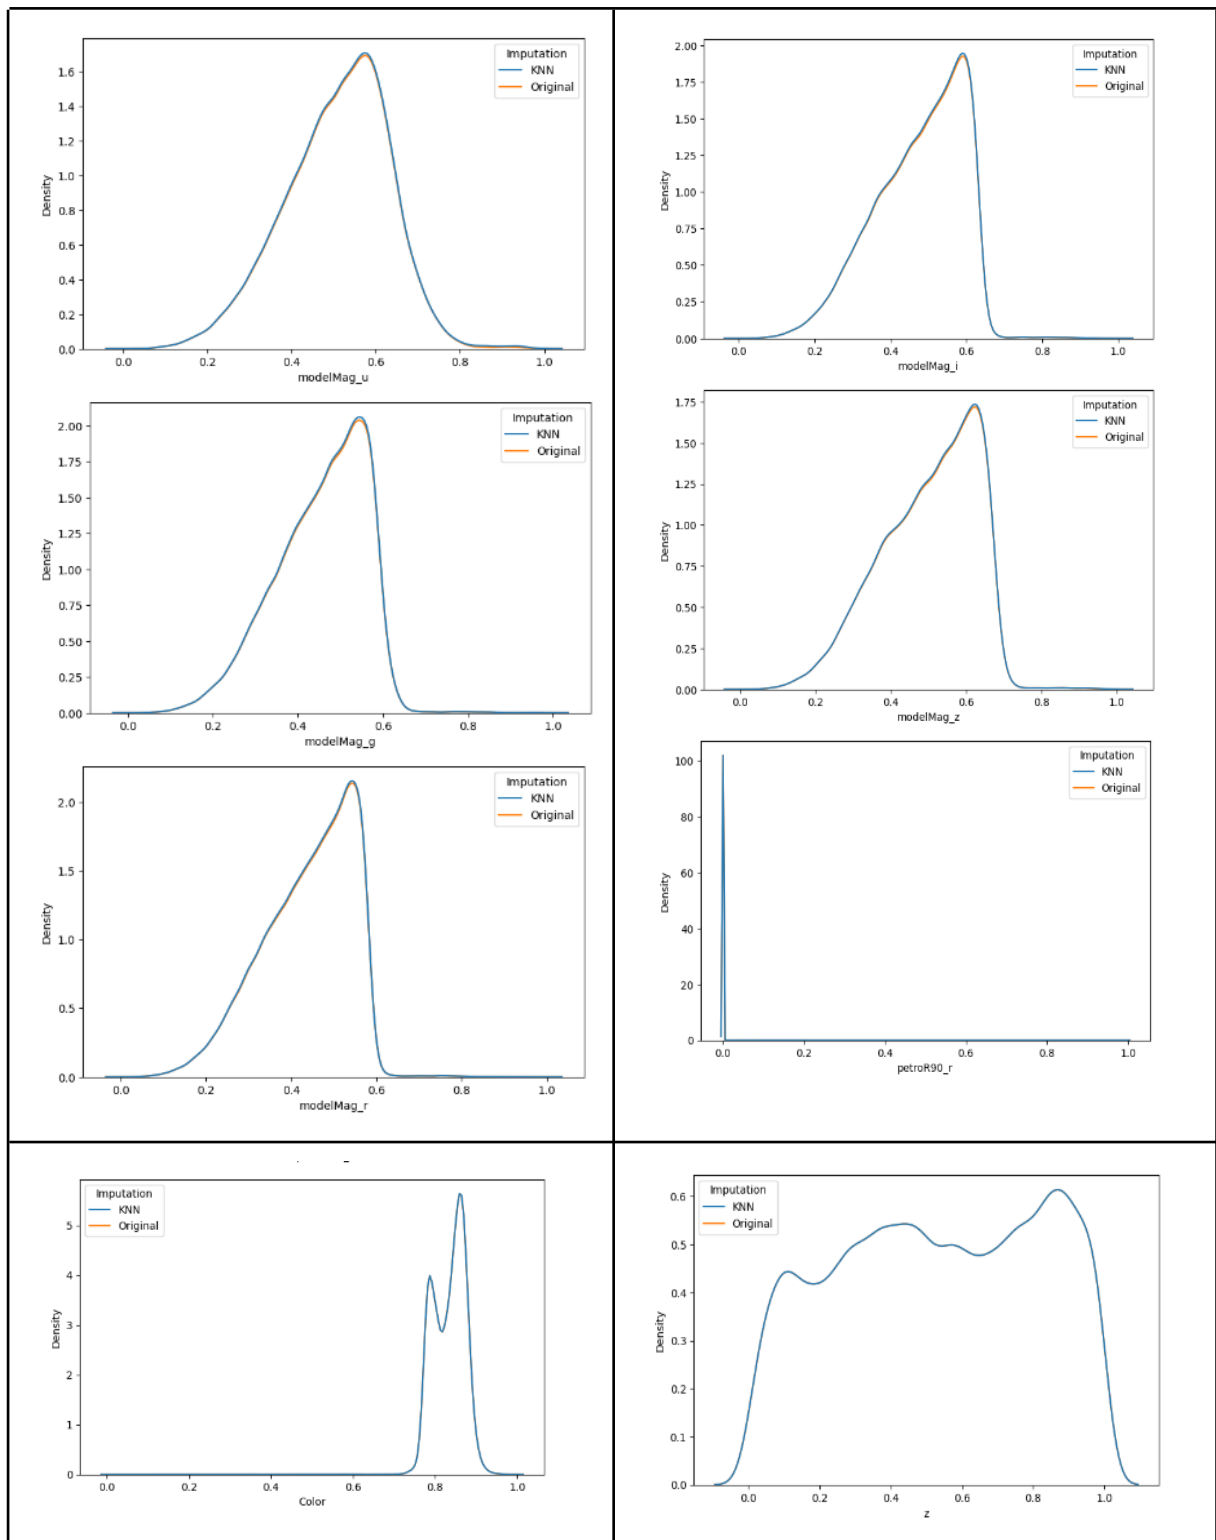 Imputation
KNN
Original
Density
1.6
1.4
1.2
1.0
0.8
0.6
0.4
0.2
0.0
0.0 0.2 0.4 0.6 0.8 1.0
modelMag_u
Imputation
KNN
Original
Density
2.00
1.75
1.50
1.25
1.00
0.75
0.50
0.25
0.00
0.0 0.2 0.4 0.6 0.8 1.0
modelMag_g
Imputation
KNN
Original
Density
2.0
1.5
1.0
0.5
0.0
0.0 0.2 0.4 0.6 0.8 1.0
modelMag_r
Imputation
KNN
Original
Density
2.00
1.75
1.50
1.25
1.00
0.75
0.50
0.25
0.00
0.0 0.2 0.4 0.6 0.8 1.0
modelMag_i
Imputation
KNN
Original
Density
1.75
1.50
1.25
1.00
0.75
0.50
0.25
0.00
0.0 0.2 0.4 0.6 0.8 1.0
modelMag_z
Imputation
KNN
Original
Density
100
80
60
40
20
0
0.0 0.2 0.4 0.6 0.8 1.0
petroR90_r
Imputation
KNN
Original
Density
5
4
3
2
1
0
0.0 0.2 0.4 0.6 0.8 1.0
Color
Imputation
KNN
Original
Density
0.6
0.5
0.4
0.3
0.2
0.1
0.0
0.0 0.2 0.4 0.6 0.8 1.0
z